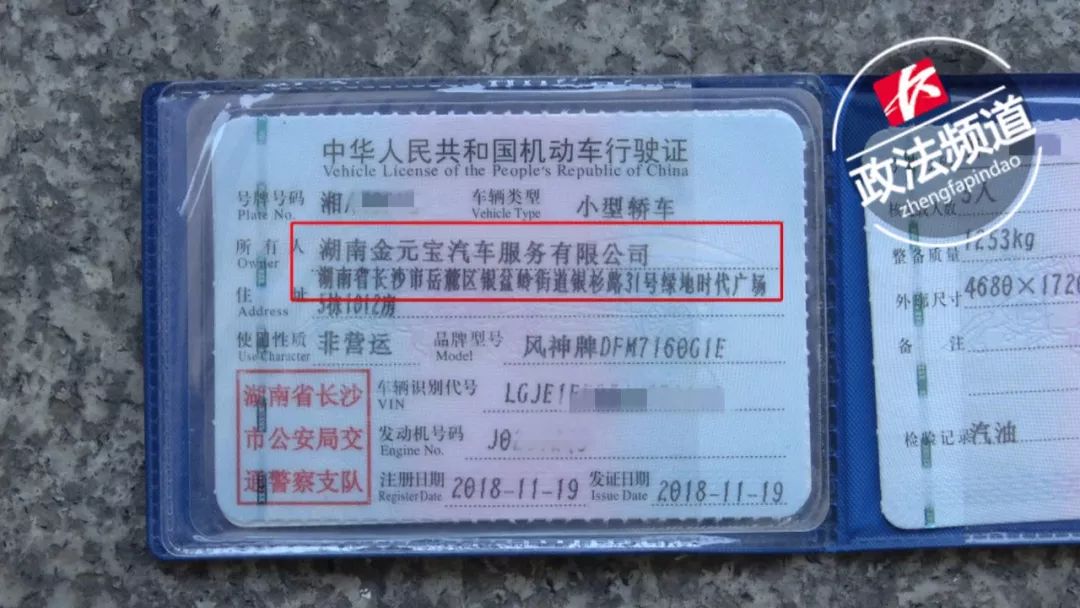 中华人民共和国机动车行驶证
Vehicle License of the People's Republic of China
号牌号码 湘A 车辆类型 小型轿车
Plate No. Vehicle Type
所有人 湖南金元宝汽车服务有限公司
Owner
湖南省长沙市岳麓区银盆岭街道银杉路31号绿地时代广场
住址 5栋1012房
Address
使用性质 非营运 品牌型号 风神牌DFM7160G1E
Use Character Model
湖南省长沙
市公安局交
通警察支队
车辆识别代号 LGJE1
VIN
发动机号码 J0
Engine No.
注册日期 2018-11-19 发证日期 2018-11-19
Register Date Issue Date
长
政法频道
zhengfapindao
人数 5人
整备质量 1253kg
外廓尺寸 4680×1720
备注
检验记录 汽油